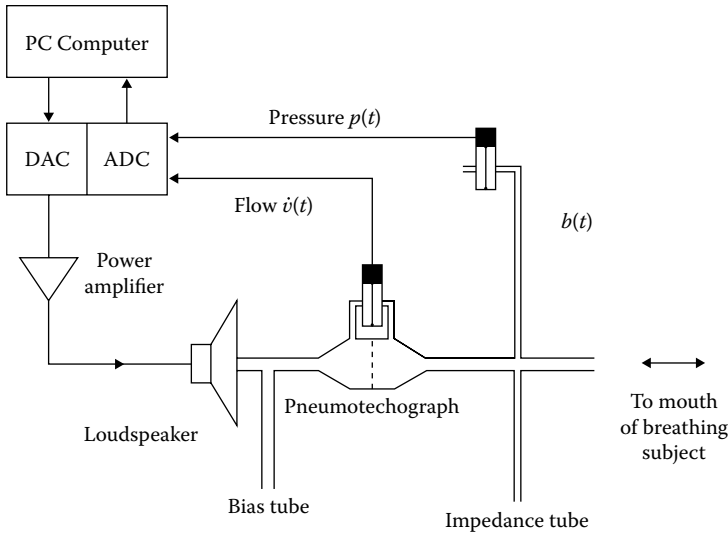 PC Computer
Pressure p(t)
DAC
ADC
Flow v̇(t)
b(t)
Power
amplifier
Pneumotechograph
To mouth
of breathing
subject
Loudspeaker
Bias tube
Impedance tube